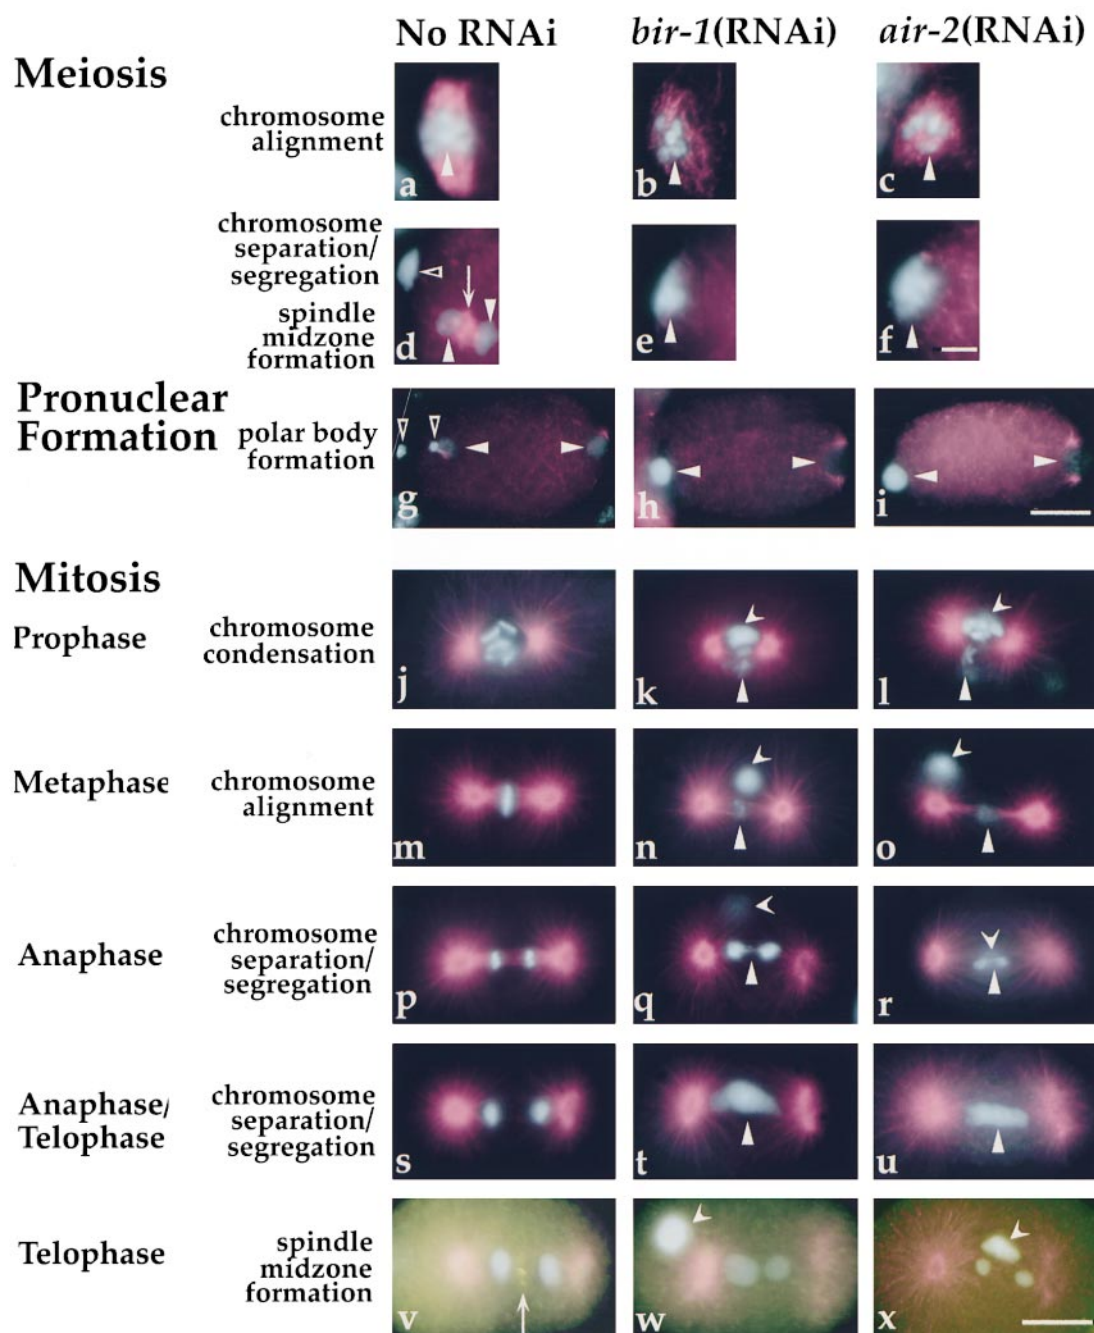 No RNAi bir-1(RNAi) air-2(RNAi)
Meiosis
chromosome
alignment
a b c
chromosome
separation/
segregation
spindle
midzone
formation
d e f
Pronuclear
Formation
polar body
formation
g h i
Mitosis
Prophase
chromosome
condensation
j k l
Metaphase
chromosome
alignment
m n o
Anaphase
chromosome
separation/
segregation
p q r
Anaphase/
Telophase
chromosome
separation/
segregation
s t u
Telophase
spindle
midzone
formation
v w x